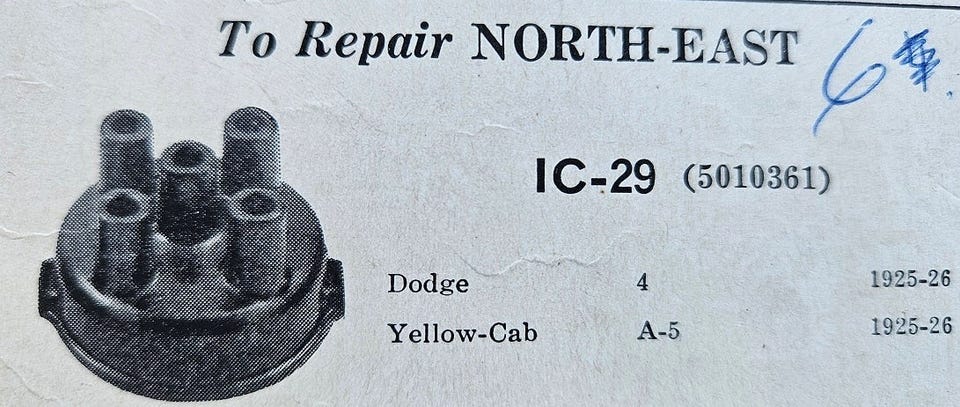 To Repair NORTH-EAST
6
IC-29 (5010361)
Dodge 4 1925-26
Yellow-Cab A-5 1925-26